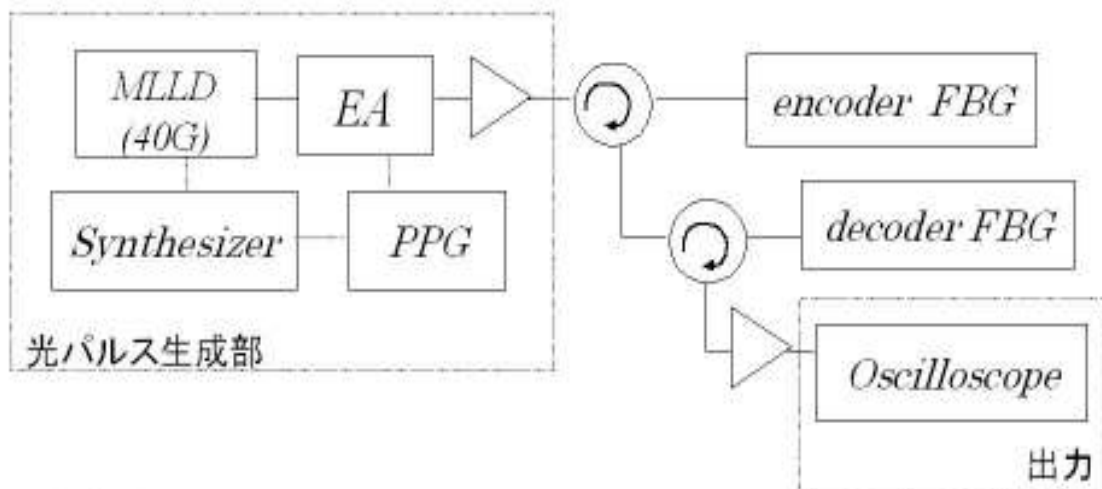 MLLD
(40G)
EA
encoder FBG
Synthesizer
PPG
decoder FBG
光パルス生成部
Oscilloscope
出力